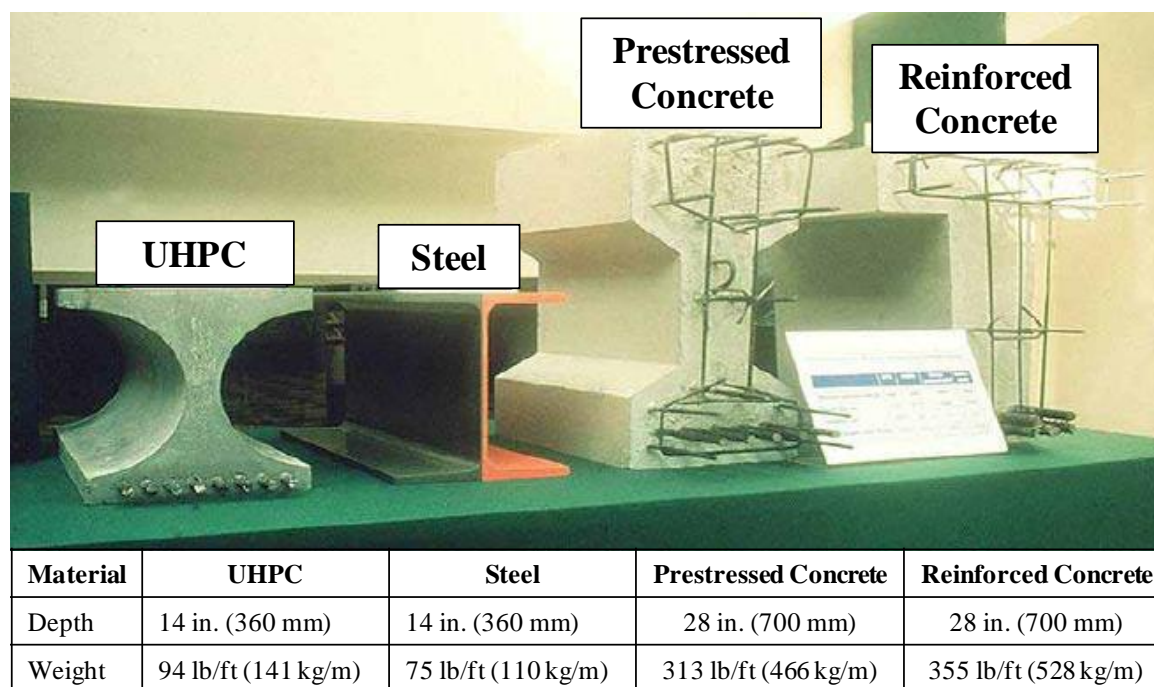 Prestressed
Concrete
Reinforced
Concrete
UHPC
Steel
Material UHPC Steel Prestressed Concrete Reinforced Concrete
Depth 14 in. (360 mm) 14 in. (360 mm) 28 in. (700 mm) 28 in. (700 mm)
Weight 94 lb/ft (141 kg/m) 75 lb/ft (110 kg/m) 313 lb/ft (466 kg/m) 355 lb/ft (528 kg/m)